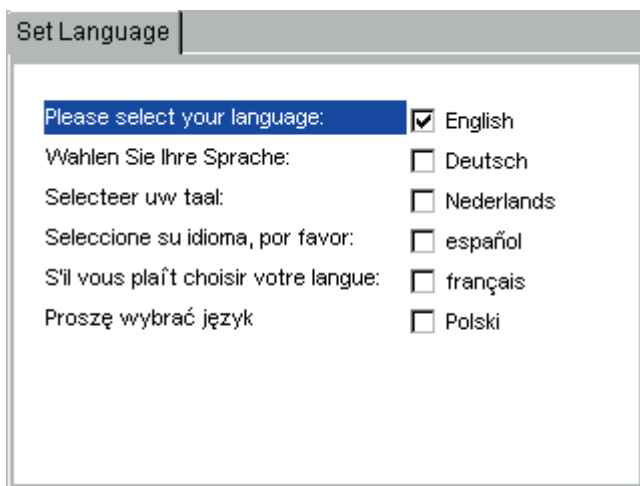 Set Language
Please select your language: English
Wahlen Sie Ihre Sprache: Deutsch
Selecteer uw taal: Nederlands
Seleccione su idioma, por favor: español
S'il vous plaît choisir votre langue: français
Proszę wybrać język Polski